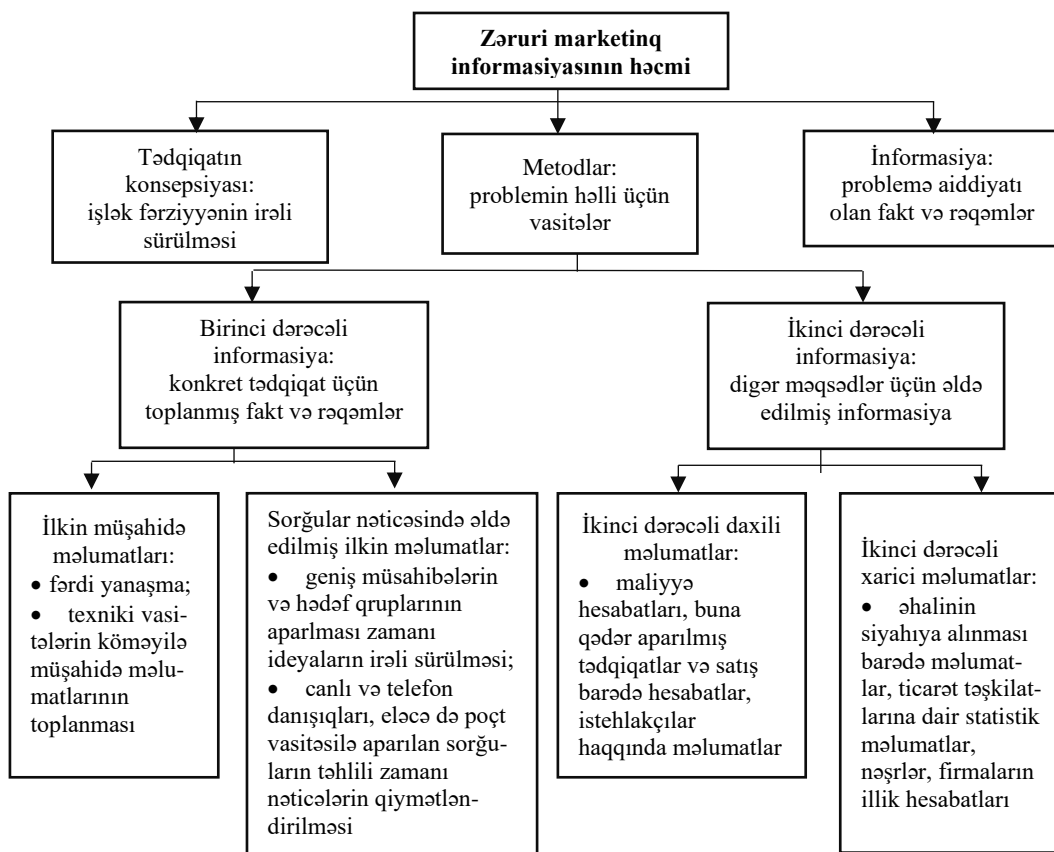 Zəruri marketinq
informasiyasının həcmi
Tədqiqatın
konsepsiyası:
işlək fərziyyənin irəli
sürülməsi
Metodlar:
problemin həlli üçün
vasitələr
İnformasiya:
problemə aiddiyatı
olan fakt və rəqəmlər
Birinci dərəcəli
informasiya:
konkret tədqiqat üçün
toplanmış fakt və rəqəmlər
İkinci dərəcəli
informasiya:
digər məqsədlər üçün əldə
edilmiş informasiya
İlkin müşahidə
məlumatları:
• fərdi yanaşma;
• texniki vasi-
tələrin köməyilə
müşahidə məlu-
matlarının
toplanması
Sorğular nəticəsində əldə
edilmiş ilkin məlumatlar:
• geniş müsahibələrin
və hədəf qruplarının
aparlması zamanı
ideyaların irəli sürülməsi;
• canlı və telefon
danışıqları, eləcə də poçt
vasitəsilə aparılan sorğu-
ların təhlili zamanı
nəticələrin qiymətlən-
dirilməsi
İkinci dərəcəli daxili
məlumatlar:
• maliyyə
hesabatları, buna
qədər aparılmış
tədqiqatlar və satış
barədə hesabatlar,
istehlakçılar
haqqında məlumatlar
İkinci dərəcəli
xarici məlumatlar:
• əhalinin
siyahıya alınması
barədə məlumat-
lar, ticarət təşkilat-
larına dair statistik
məlumatlar,
nəşrlər, firmaların
illik hesabatları